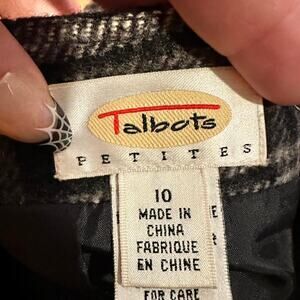 Talbots
PETITES
10
MADE IN
CHINA
FABRIQUE
EN CHINE
FOR CARE